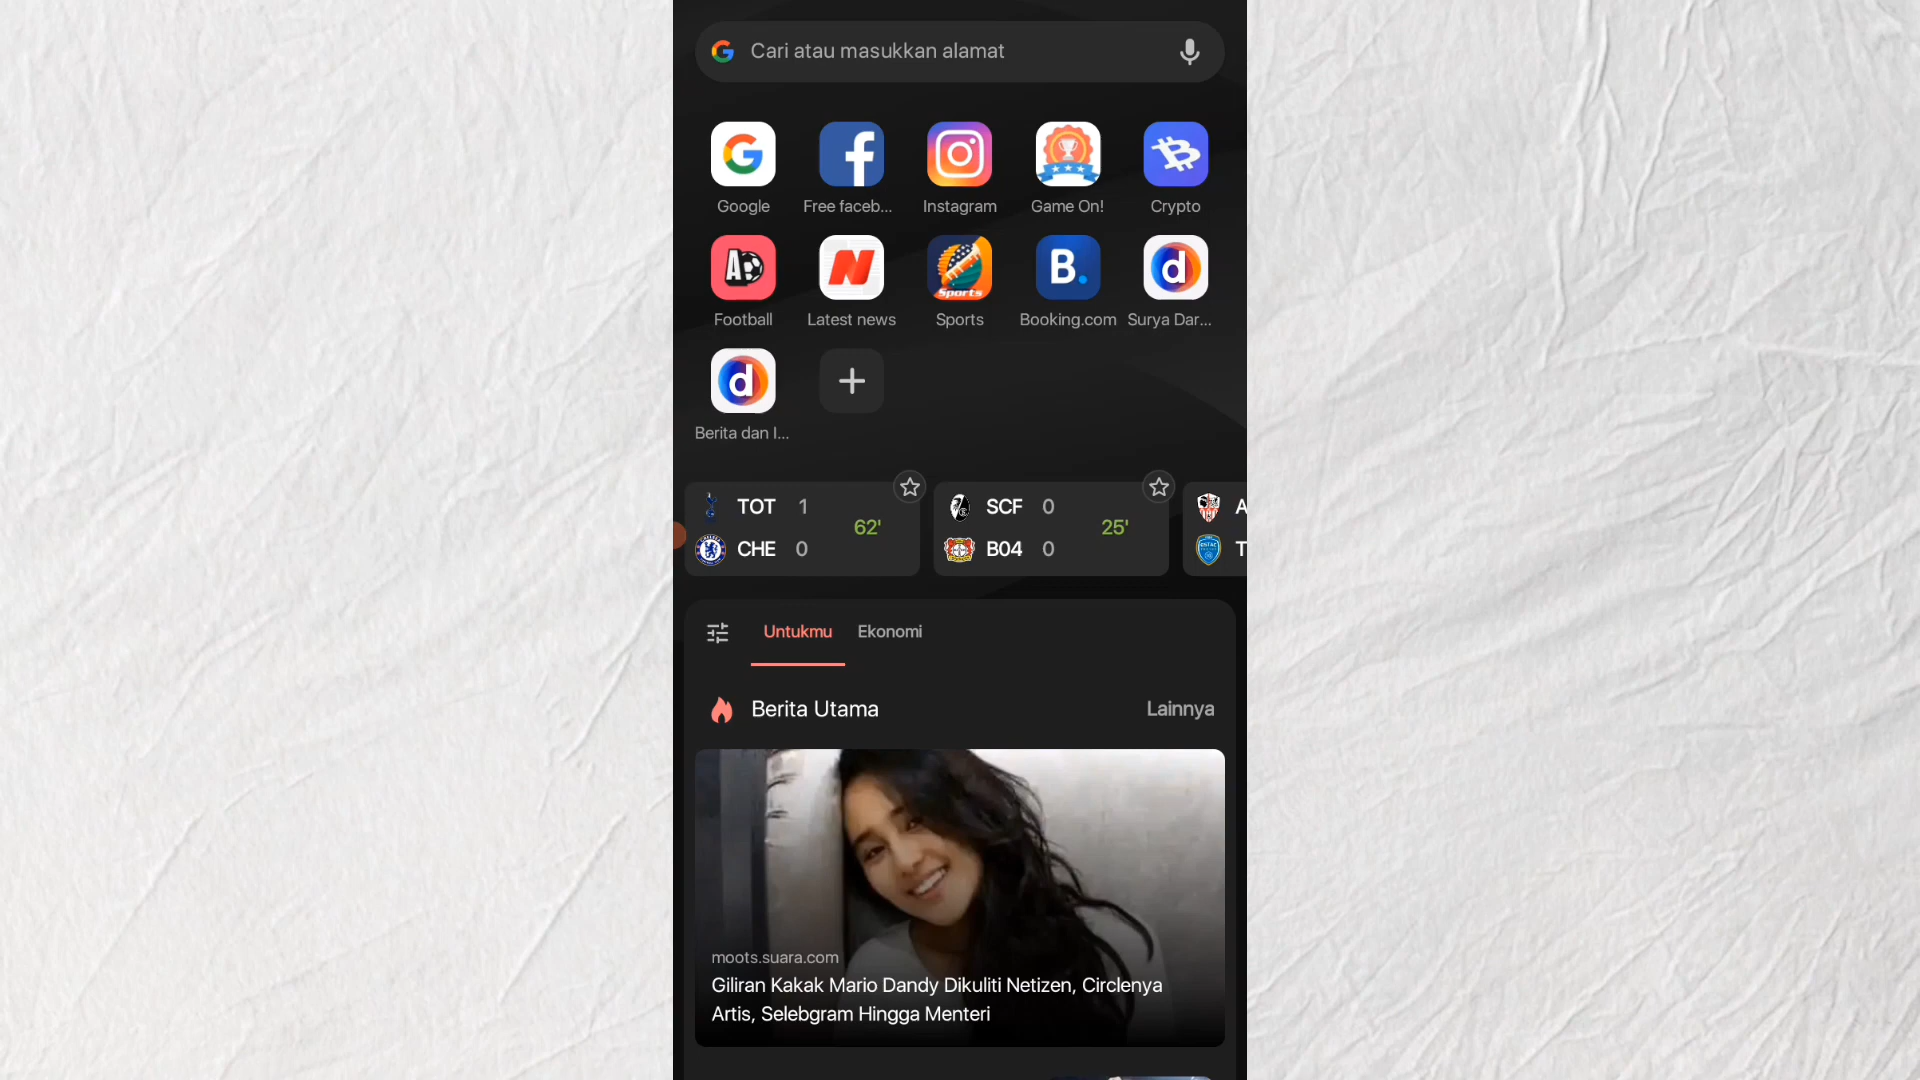 Cari atau masukkan alamat
Google
Free faceb...
Instagram
Game On!
Crypto
Sports
Football
Latest news
Sports
Booking.com
Surya Dar...
Berita dan I...
TOT 1
62'
CHE 0
SCF 0
25'
B04 0
A
T
Untukmu
Ekonomi
Berita Utama
Lainnya
moots.suara.com
Giliran Kakak Mario Dandy Dikuliti Netizen, Circlenya
Artis, Selebgram Hingga Menteri